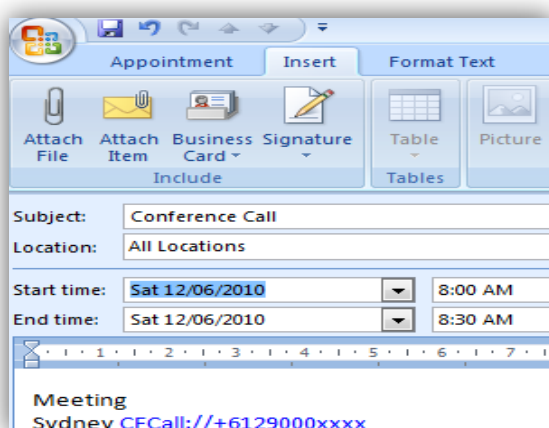 Appointment Insert Format Text
Attach File Attach Item Business Card Signature Table Picture
Include Tables
Subject: Conference Call
Location: All Locations
Start time: Sat 12/06/2010 8:00 AM
End time: Sat 12/06/2010 8:30 AM
1 2 3 4 5 6 7
Meeting
Sydney CFCall://+6129000xxxx